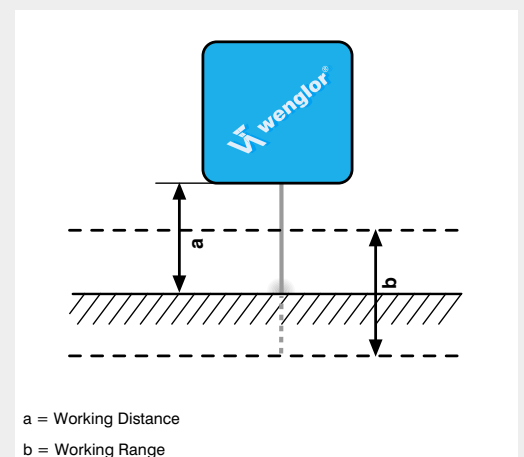 wenglor®
a
b
a = Working Distance
b = Working Range